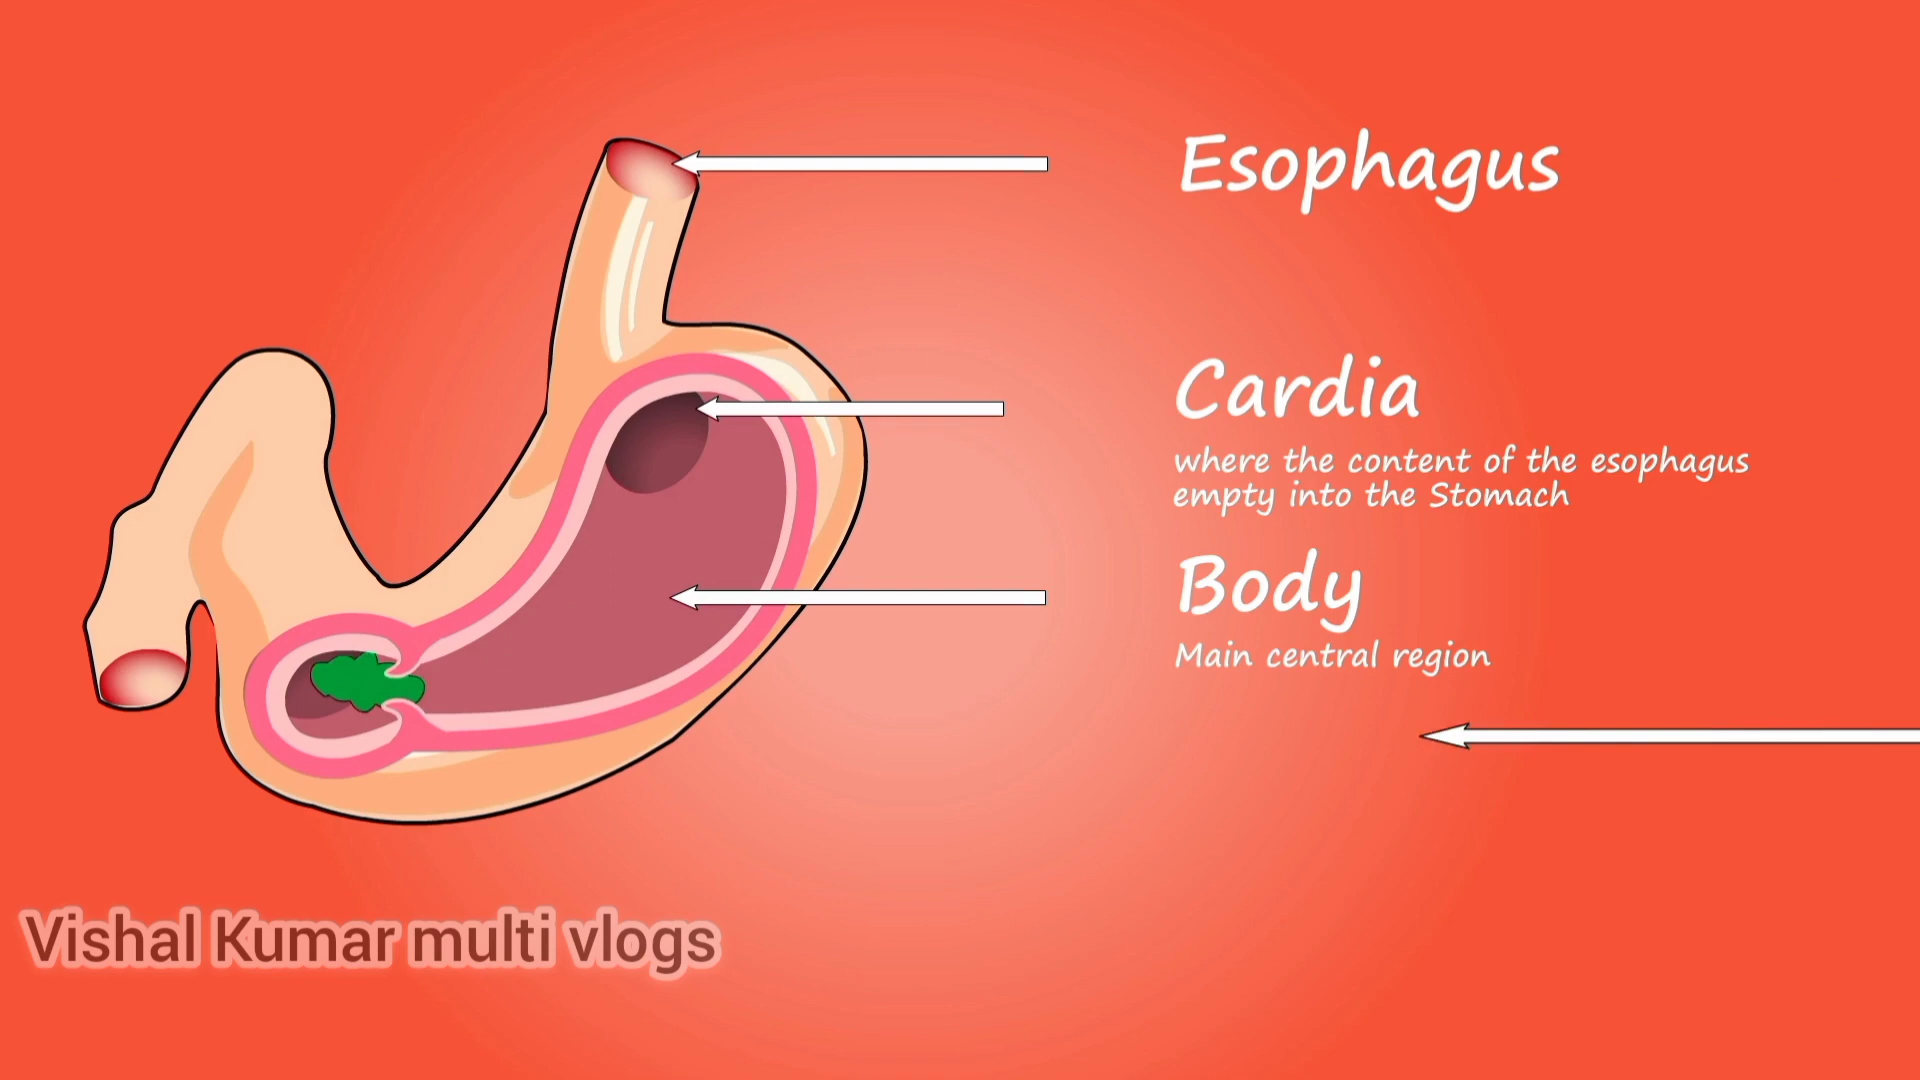 Esophagus
Cardia
where the content of the esophagus
empty into the Stomach
Body
Main central region
Vishal Kumar multi vlogs